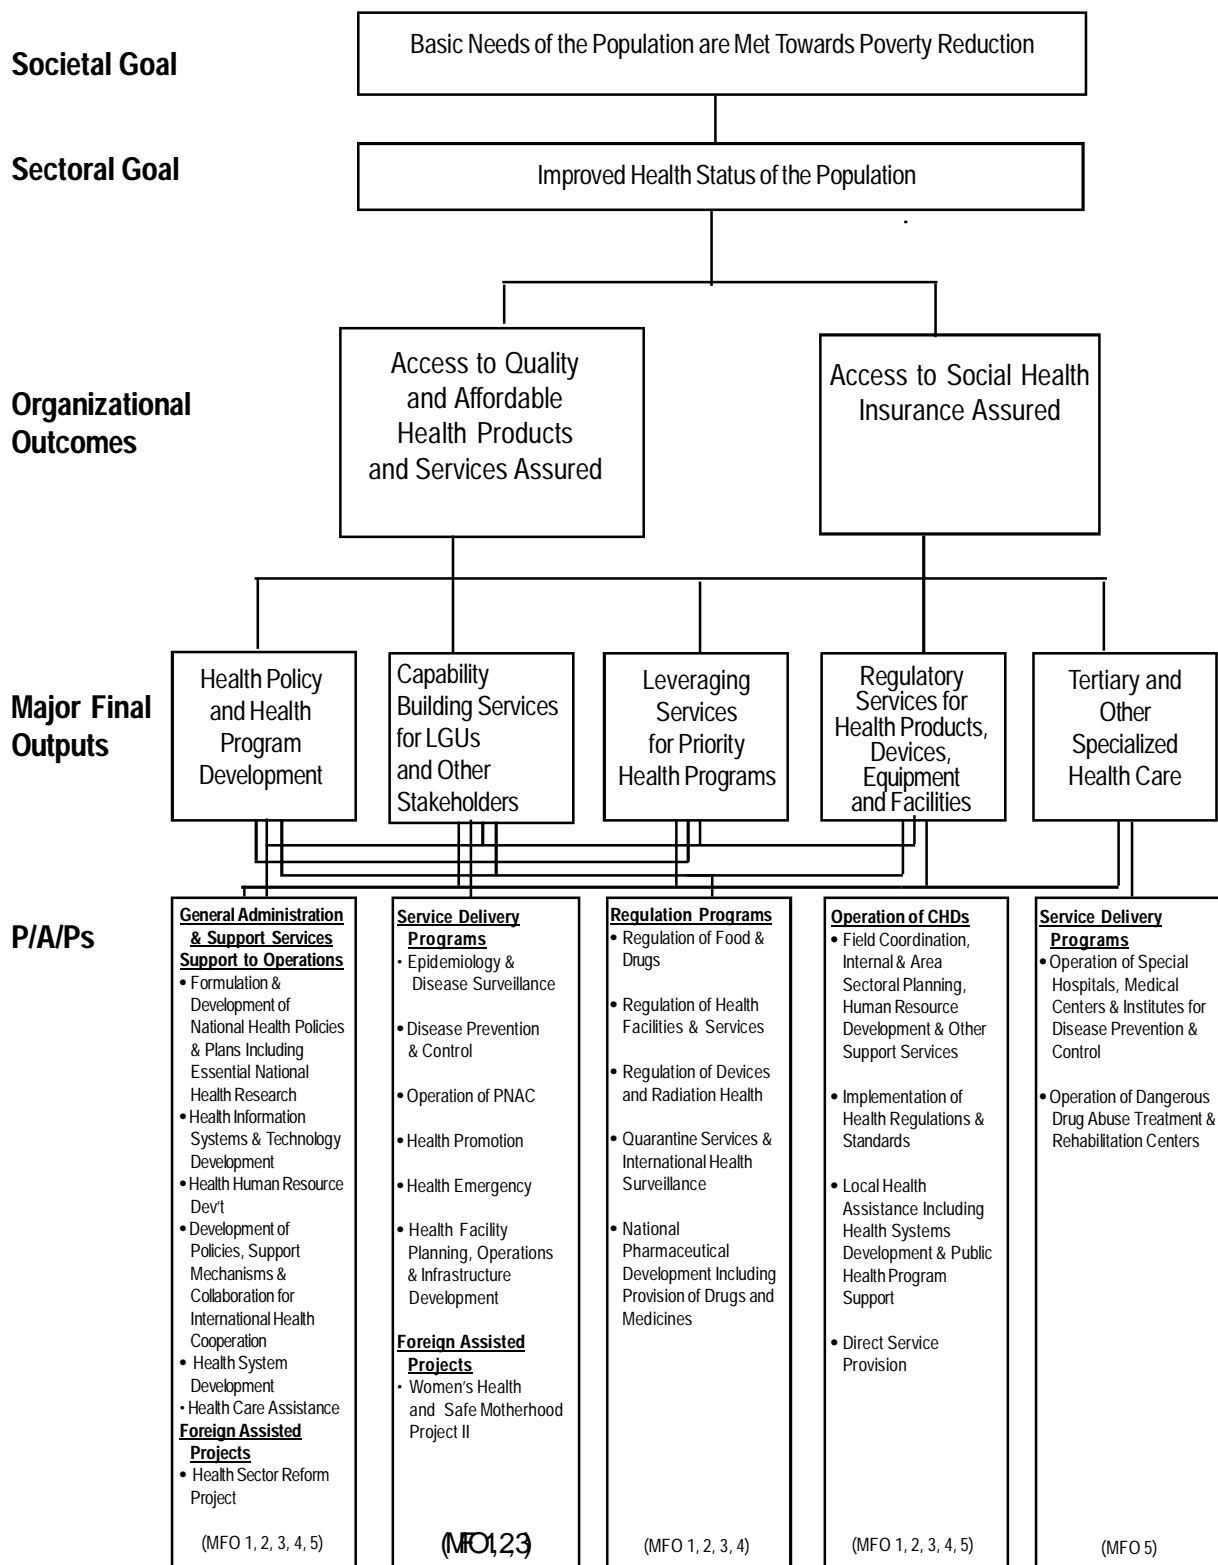 Societal Goal
Basic Needs of the Population are Met Towards Poverty Reduction
Sectoral Goal
Improved Health Status of the Population
Organizational
Outcomes
Access to Quality
and Affordable
Health Products
and Services Assured
Access to Social Health
Insurance Assured
Major Final
Outputs
Health Policy
and Health
Program
Development
Capability
Building Services
for LGUs
and Other
Stakeholders
Leveraging
Services
for Priority
Health Programs
Regulatory
Services for
Health Products,
Devices,
Equipment
and Facilities
Tertiary and
Other
Specialized
Health Care
P/A/Ps
General Administration
& Support Services
Support to Operations
• Formulation &
Development of
National Health Policies
& Plans Including
Essential National
Health Research
• Health Information
Systems & Technology
Development
• Health Human Resource
Dev't
• Development of
Policies, Support
Mechanisms &
Collaboration for
International Health
Cooperation
• Health System
Development
• Health Care Assistance
Foreign Assisted
Projects
• Health Sector Reform
Project
(MFO 1, 2, 3, 4, 5)
Service Delivery
Programs
• Epidemiology &
Disease Surveillance
• Disease Prevention
& Control
• Operation of PNAC
• Health Promotion
• Health Emergency
• Health Facility
Planning, Operations
& Infrastructure
Development
Foreign Assisted
Projects
• Women's Health
and Safe Motherhood
Project II
(MFO 1, 2, 3)
Regulation Programs
• Regulation of Food &
Drugs
• Regulation of Health
Facilities & Services
• Regulation of Devices
and Radiation Health
• Quarantine Services &
International Health
Surveillance
• National
Pharmaceutical
Development Including
Provision of Drugs and
Medicines
(MFO 1, 2, 3, 4)
Operation of CHDs
• Field Coordination,
Internal & Area
Sectoral Planning,
Human Resource
Development & Other
Support Services
• Implementation of
Health Regulations &
Standards
• Local Health
Assistance Including
Health Systems
Development & Public
Health Program
Support
• Direct Service
Provision
(MFO 1, 2, 3, 4, 5)
Service Delivery
Programs
• Operation of Special
Hospitals, Medical
Centers & Institutes for
Disease Prevention &
Control
• Operation of Dangerous
Drug Abuse Treatment &
Rehabilitation Centers
(MFO 5)